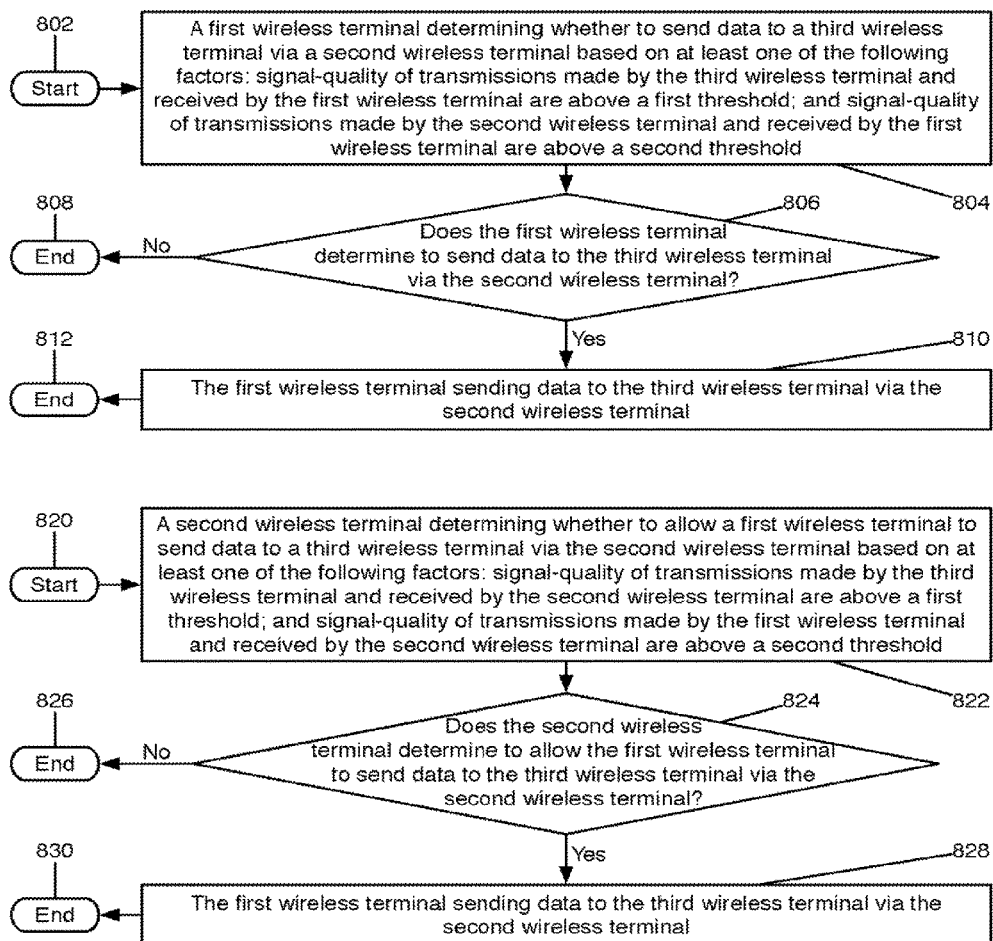 802
Start
A first wireless terminal determining whether to send data to a third wireless
terminal via a second wireless terminal based on at least one of the following
factors: signal-quality of transmissions made by the third wireless terminal and
received by the first wireless terminal are above a first threshold; and signal-quality
of transmissions made by the second wireless terminal and received by the first
wireless terminal are above a second threshold
804
808
End
No
806
Does the first wireless terminal
determine to send data to the third wireless terminal
via the second wireless terminal?
Yes
812
End
810
The first wireless terminal sending data to the third wireless terminal via the
second wireless terminal
820
Start
A second wireless terminal determining whether to allow a first wireless terminal to
send data to a third wireless terminal via the second wireless terminal based on at
least one of the following factors: signal-quality of transmissions made by the third
wireless terminal and received by the second wireless terminal are above a first
threshold; and signal-quality of transmissions made by the first wireless terminal
and received by the second wireless terminal are above a second threshold
822
826
End
No
824
Does the second wireless
terminal determine to allow the first wireless terminal
to send data to the third wireless terminal via the
second wireless terminal?
Yes
830
End
828
The first wireless terminal sending data to the third wireless terminal via the
second wireless terminal